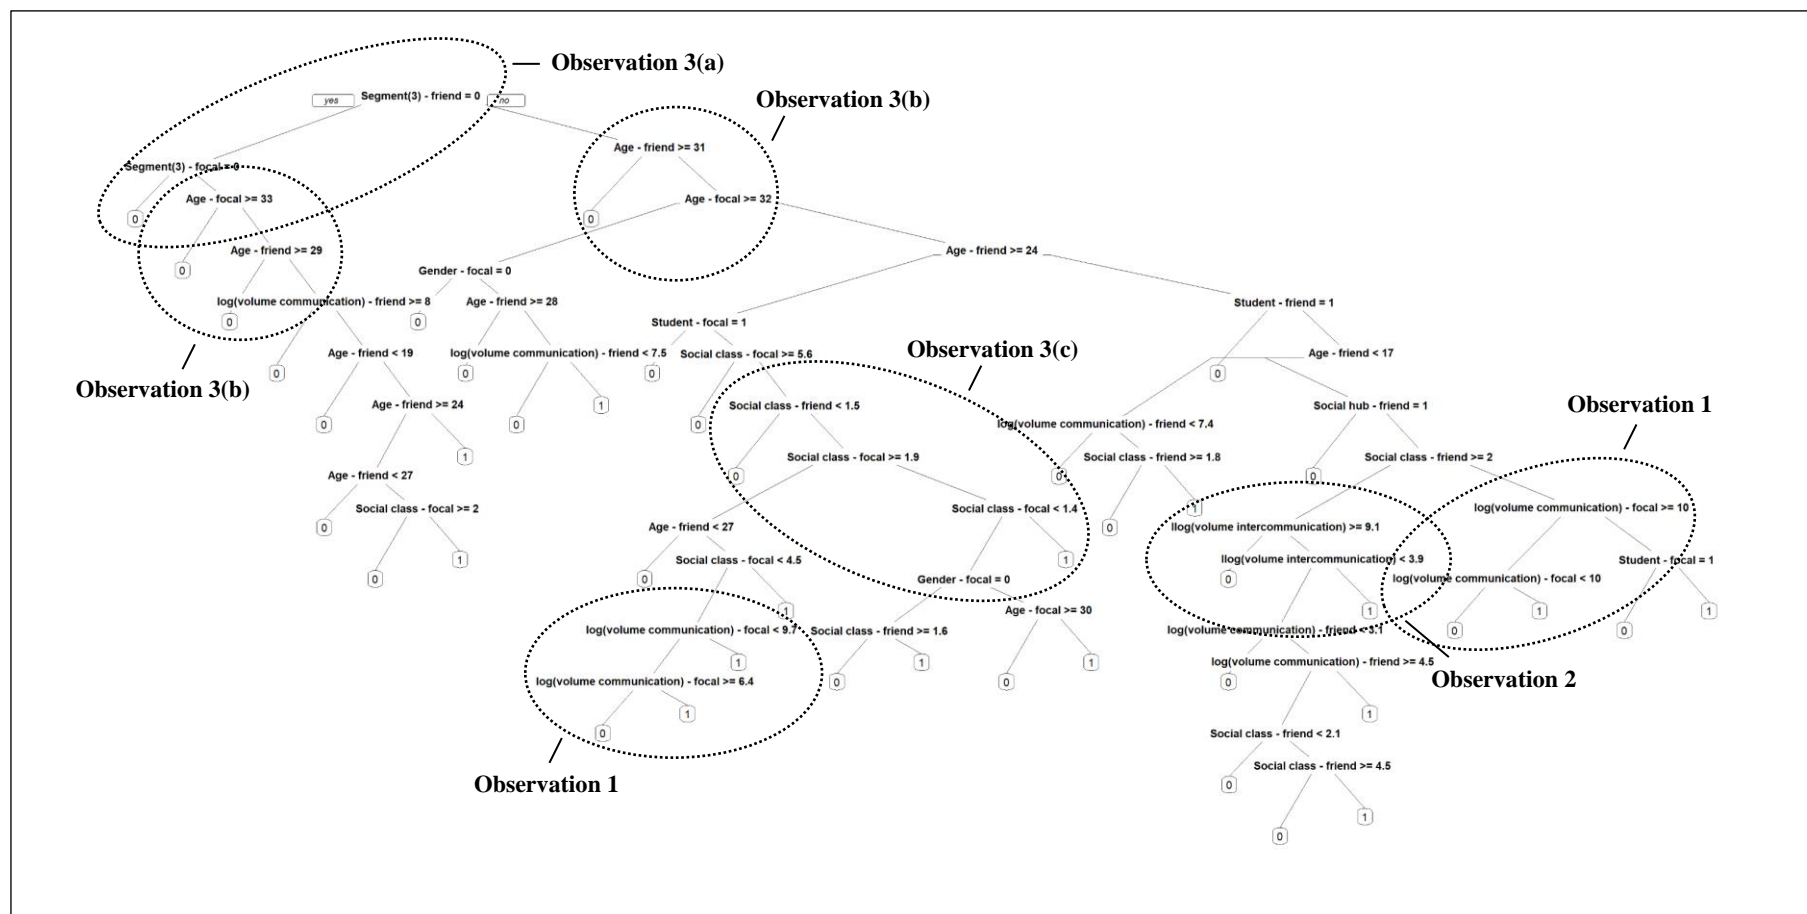 Observation 3(a)
yes
Segment(3) - friend = 0
no
Observation 3(b)
Age - friend >= 31
Segment(3) - focal = 0
Age - focal >= 33
Age - focal >= 32
0
0
Age - friend >= 29
Age - friend >= 24
0
Gender - focal = 0
log(volume communication) - friend >= 8
Age - friend >= 28
Student - friend = 1
0
0
Student - focal = 1
Age - friend < 19
log(volume communication) - friend < 7.5
Social class - focal >= 5.6
Observation 3(c)
Age - friend < 17
0
0
0
0
Observation 3(b)
Age - friend >= 24
1
Social class - friend < 1.5
Social hub - friend = 1
Observation 1
0
0
0
log(volume communication) - friend < 7.4
1
Social class - focal >= 1.9
Social class - friend >= 1.8
Social class - friend >= 2
Age - friend < 27
0
0
0
Social class - focal >= 2
Social class - focal < 1.4
1
log(volume communication) - focal >= 10
0
Age - friend < 27
0
llog(volume intercommunication) >= 9.1
1
Social class - focal < 4.5
1
llog(volume intercommunication) < 3.9
Student - focal = 1
0
0
Gender - focal = 0
0
log(volume communication) - focal < 10
1
Age - focal >= 30
1
1
1
log(volume communication) - focal < 9.7
Social class - friend >= 1.6
log(volume communication) - friend < 3.1
0
0
1
1
1
log(volume communication) - friend >= 4.5
log(volume communication) - focal >= 6.4
0
0
0
Observation 2
1
1
0
Social class - friend < 2.1
Social class - friend >= 4.5
Observation 1
0
1
0